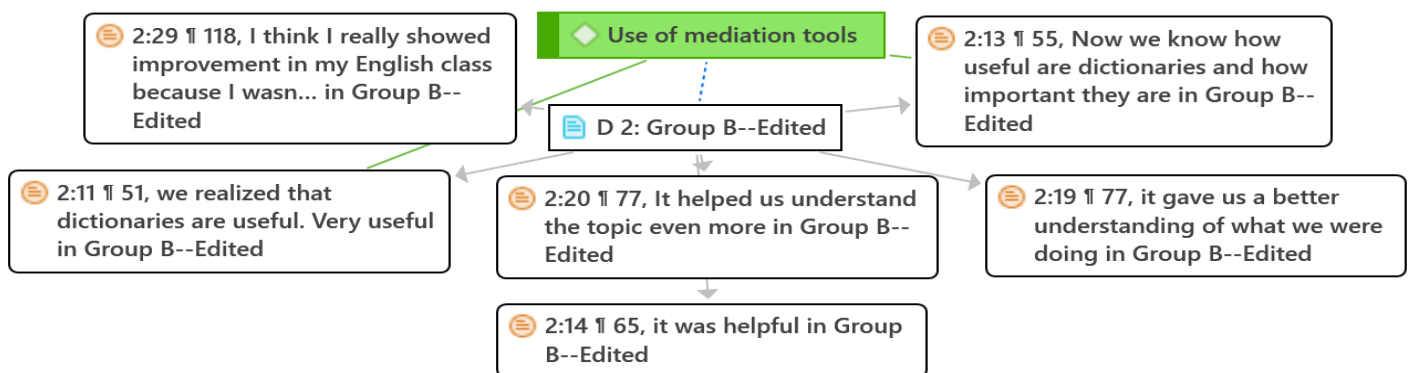 Use of mediation tools
2:29 ¶ 118, I think I really showed
improvement in my English class
because I wasn... in Group B--
Edited
2:13 ¶ 55, Now we know how
useful are dictionaries and how
important they are in Group B--
Edited
D 2: Group B--Edited
2:11 ¶ 51, we realized that
dictionaries are useful. Very useful
in Group B--Edited
2:20 ¶ 77, It helped us understand
the topic even more in Group B--
Edited
2:19 ¶ 77, it gave us a better
understanding of what we were
doing in Group B--Edited
2:14 ¶ 65, it was helpful in Group
B--Edited